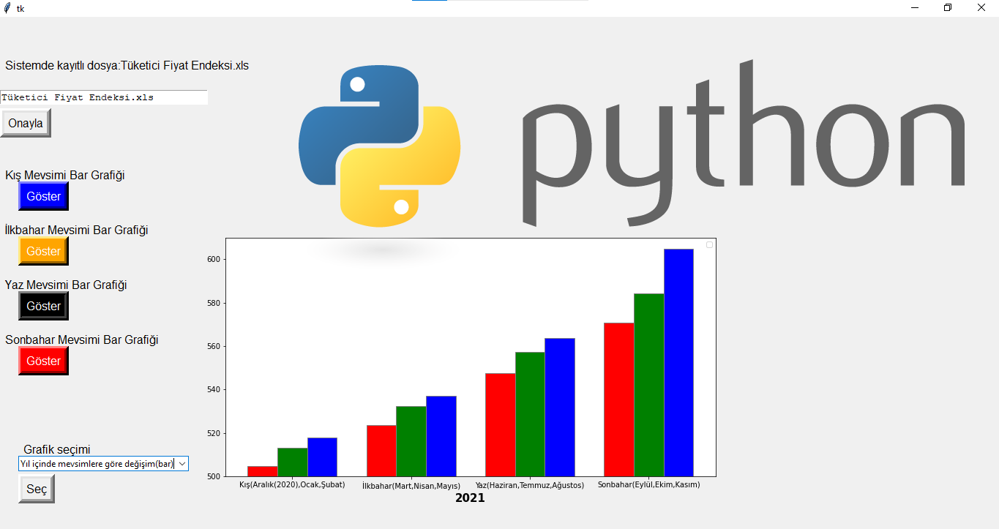 tk
Sistemde kayıtlı dosya:Tüketici Fiyat Endeksi.xls
Tüketici Fiyat Endeksi.xls
Onayla
python
Kış Mevsimi Bar Grafiği
Göster
İlkbahar Mevsimi Bar Grafiği
Göster
Yaz Mevsimi Bar Grafiği
Göster
Sonbahar Mevsimi Bar Grafiği
Göster
Grafik seçimi
Yıl içinde mevsimlere göre değişim(bar)
Seç
600
580
560
540
520
500
Kış(Aralık(2020),Ocak,Şubat) İlkbahar(Mart,Nisan,Mayıs) Yaz(Haziran,Temmuz,Ağustos) Sonbahar(Eylül,Ekim,Kasım)
2021